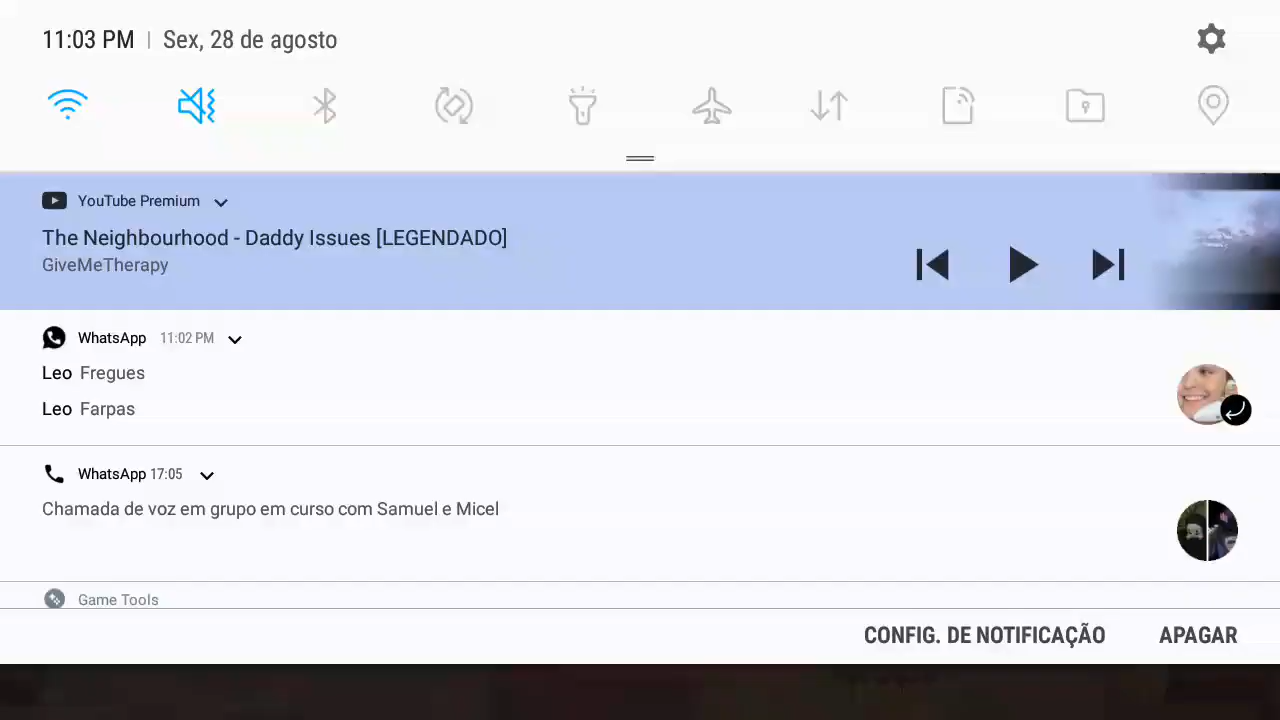 11:03 PM | Sex, 28 de agosto
YouTube Premium
The Neighbourhood - Daddy Issues [LEGENDADO]
GiveMeTherapy
WhatsApp 11:02 PM
Leo Fregues
Leo Farpas
WhatsApp 17:05
Chamada de voz em grupo em curso com Samuel e Micel
Game Tools
CONFIG. DE NOTIFICAÇÃO APAGAR